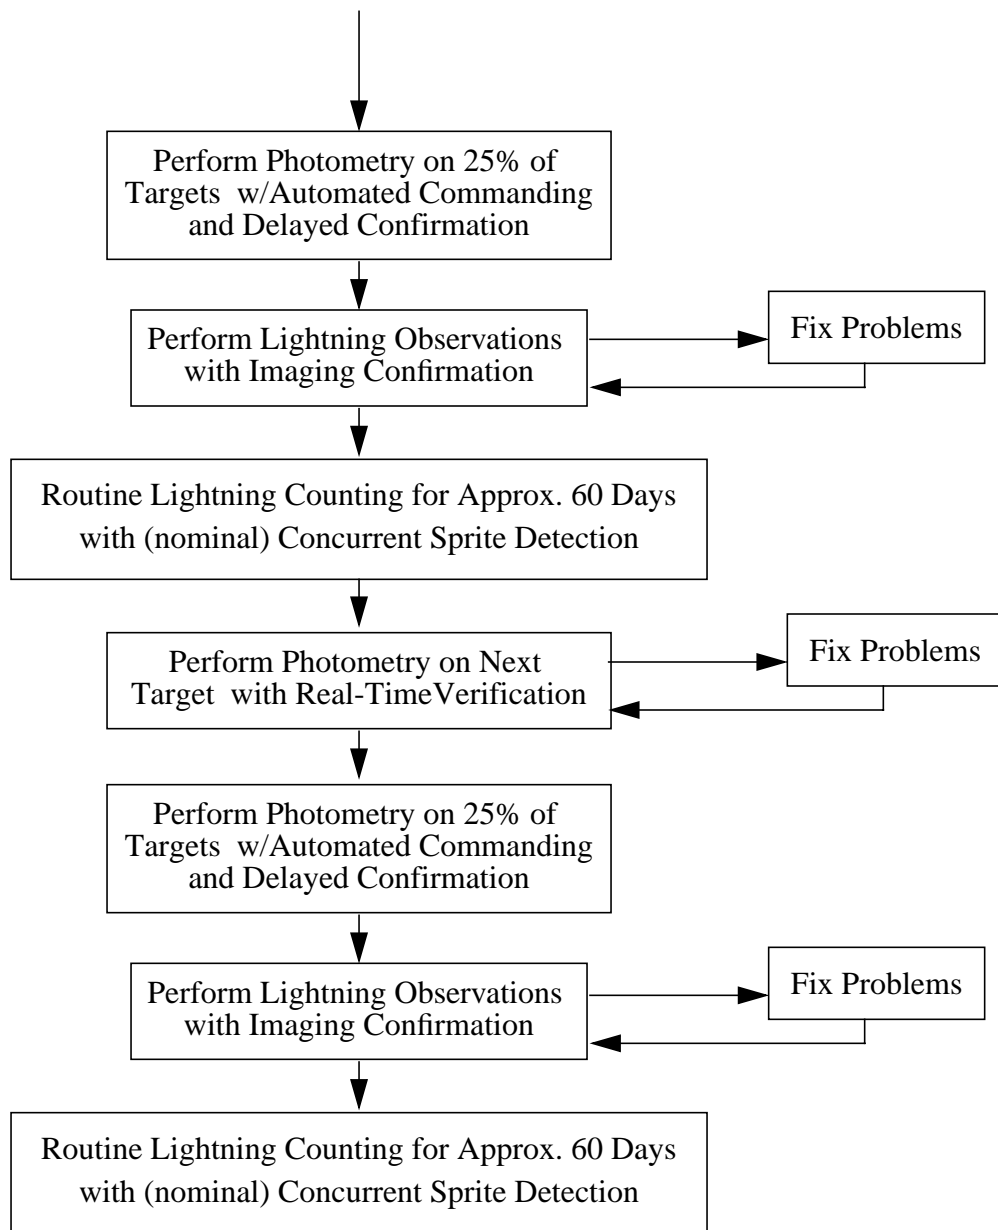 Perform Photometry on 25% of
Targets w/Automated Commanding
and Delayed Confirmation
Perform Lightning Observations
with Imaging Confirmation
Fix Problems
Routine Lightning Counting for Approx. 60 Days
with (nominal) Concurrent Sprite Detection
Perform Photometry on Next
Target with Real-TimeVerification
Fix Problems
Perform Photometry on 25% of
Targets w/Automated Commanding
and Delayed Confirmation
Perform Lightning Observations
with Imaging Confirmation
Fix Problems
Routine Lightning Counting for Approx. 60 Days
with (nominal) Concurrent Sprite Detection